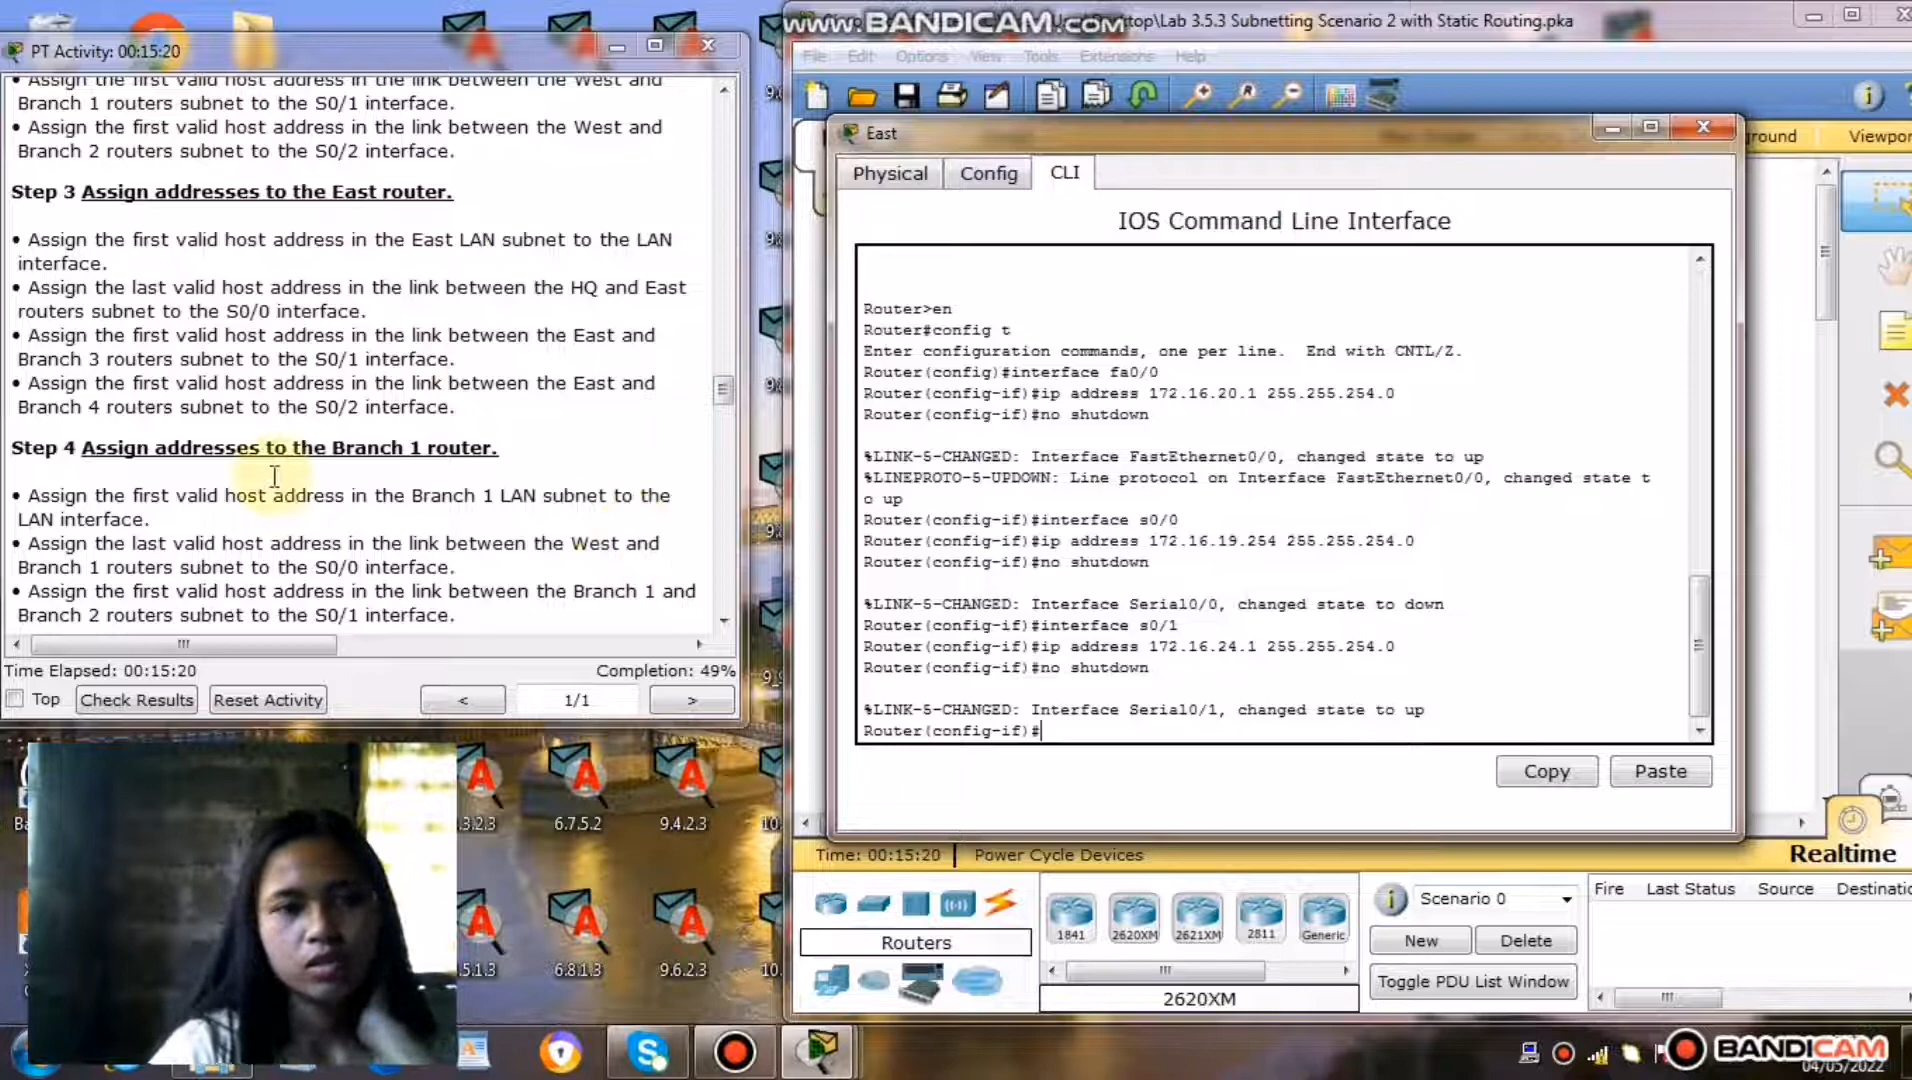 PT Activity: 00:15:20
• Assign the first valid host address in the link between the West and
Branch 1 routers subnet to the S0/1 interface.
• Assign the first valid host address in the link between the West and
Branch 2 routers subnet to the S0/2 interface.
Step 3 Assign addresses to the East router.
• Assign the first valid host address in the East LAN subnet to the LAN
interface.
• Assign the last valid host address in the link between the HQ and East
routers subnet to the S0/0 interface.
• Assign the first valid host address in the link between the East and
Branch 3 routers subnet to the S0/1 interface.
• Assign the first valid host address in the link between the East and
Branch 4 routers subnet to the S0/2 interface.
Step 4 Assign addresses to the Branch 1 router.
• Assign the first valid host address in the Branch 1 LAN subnet to the
LAN interface.
• Assign the last valid host address in the link between the West and
Branch 1 routers subnet to the S0/0 interface.
• Assign the first valid host address in the link between the Branch 1 and
Branch 2 routers subnet to the S0/1 interface.
Time Elapsed: 00:15:20
Completion: 49%
Top
Check Results
Reset Activity
<
1/1
>
www.BANDICAM.com
\Desktop\Lab 3.5.3 Subnetting Scenario 2 with Static Routing.pka
File Edit Options View Tools Extensions Help
East
Physical
Config
CLI
IOS Command Line Interface
Router>en
Router#config t
Enter configuration commands, one per line.  End with CNTL/Z.
Router(config)#interface fa0/0
Router(config-if)#ip address 172.16.20.1 255.255.254.0
Router(config-if)#no shutdown
%LINK-5-CHANGED: Interface FastEthernet0/0, changed state to up
%LINEPROTO-5-UPDOWN: Line protocol on Interface FastEthernet0/0, changed state t
o up
Router(config-if)#interface s0/0
Router(config-if)#ip address 172.16.19.254 255.255.254.0
Router(config-if)#no shutdown
%LINK-5-CHANGED: Interface Serial0/0, changed state to down
Router(config-if)#interface s0/1
Router(config-if)#ip address 172.16.24.1 255.255.254.0
Router(config-if)#no shutdown
%LINK-5-CHANGED: Interface Serial0/1, changed state to up
Router(config-if)#
Copy
Paste
round
Viewpor
Time: 00:15:20
Power Cycle Devices
Realtime
Routers
1841
2620XM
2621XM
2811
Generic
2620XM
Scenario 0
New
Delete
Toggle PDU List Window
Fire
Last Status
Source
Destinatio
.3.2.3
6.7.5.2
9.4.2.3
10.
.5.1.3
6.8.1.3
9.6.2.3
10.
BANDICAM
04/05/2022